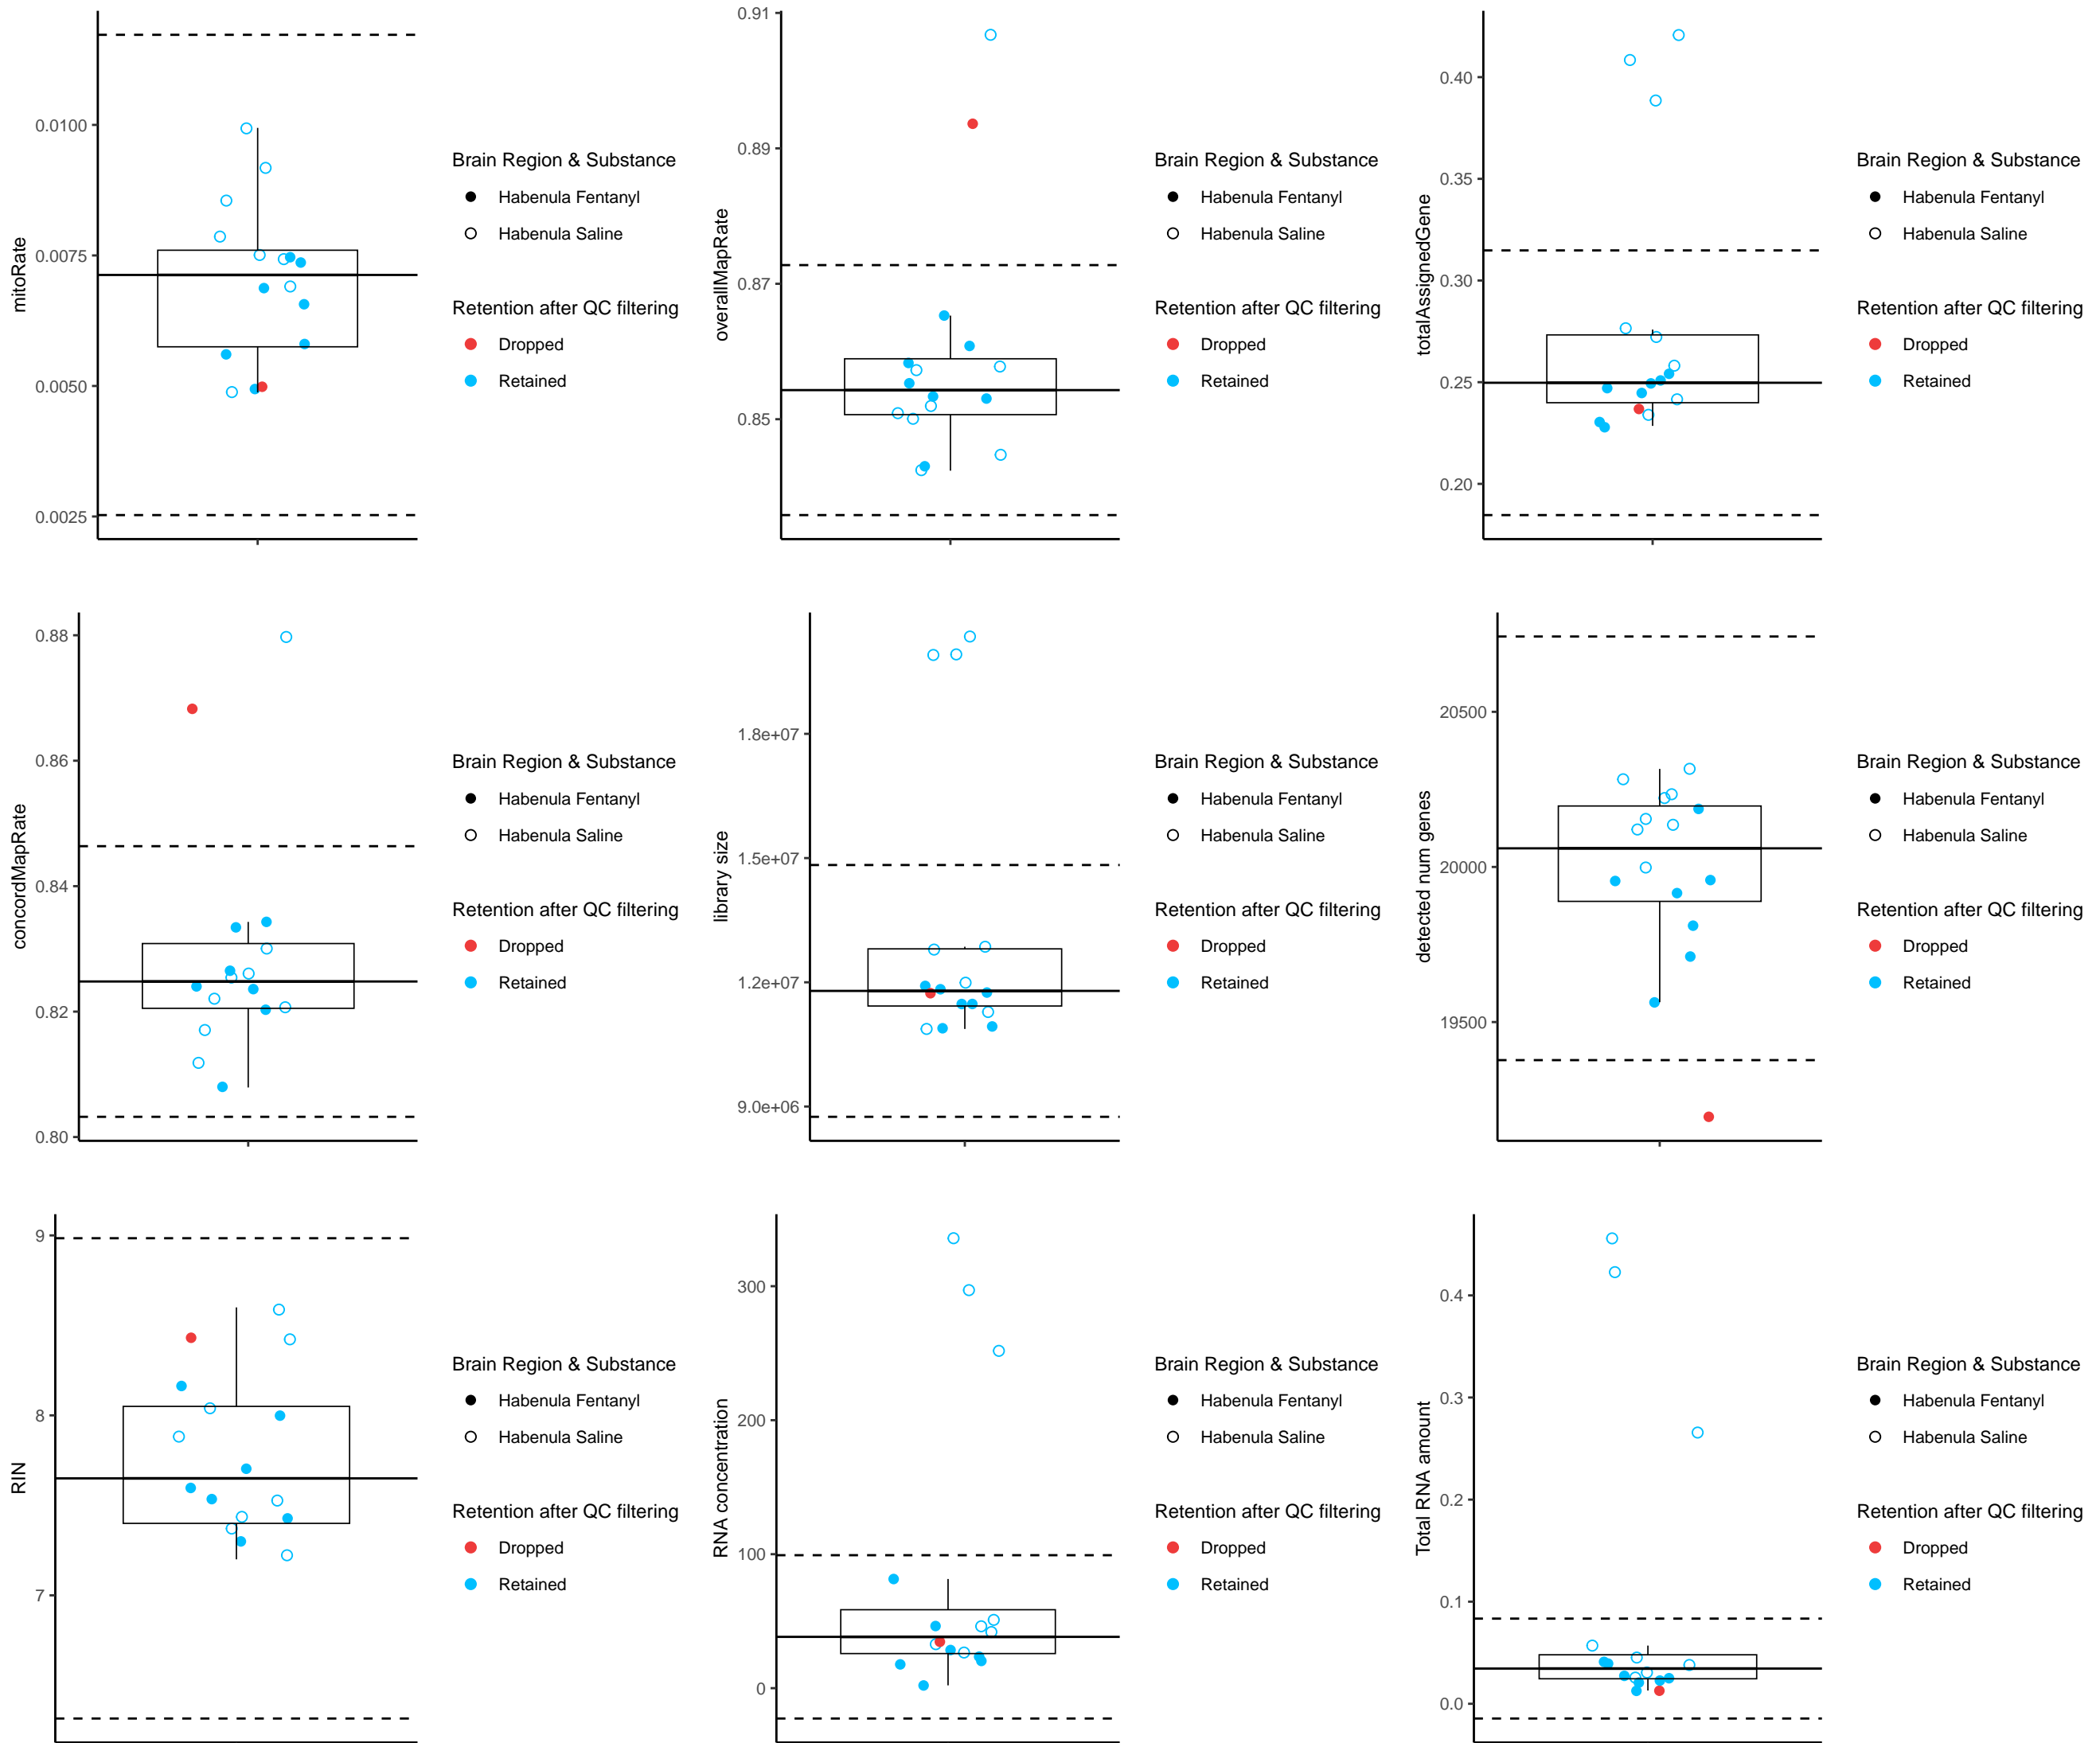 mitoRate
0.0100
0.0075
0.0050
0.0025
Brain Region & Substance
Habenula Fentanyl
Habenula Saline
Retention after QC filtering
Dropped
Retained
overallMapRate
0.91
0.89
0.87
0.85
Brain Region & Substance
Habenula Fentanyl
Habenula Saline
Retention after QC filtering
Dropped
Retained
totalAssignedGene
0.40
0.35
0.30
0.25
0.20
Brain Region & Substance
Habenula Fentanyl
Habenula Saline
Retention after QC filtering
Dropped
Retained
concordMapRate
0.88
0.86
0.84
0.82
0.80
Brain Region & Substance
Habenula Fentanyl
Habenula Saline
Retention after QC filtering
Dropped
Retained
library size
1.8e+07
1.5e+07
1.2e+07
9.0e+06
Brain Region & Substance
Habenula Fentanyl
Habenula Saline
Retention after QC filtering
Dropped
Retained
detected num genes
20500
20000
19500
Brain Region & Substance
Habenula Fentanyl
Habenula Saline
Retention after QC filtering
Dropped
Retained
RIN
9
8
7
Brain Region & Substance
Habenula Fentanyl
Habenula Saline
Retention after QC filtering
Dropped
Retained
RNA concentration
300
200
100
0
Brain Region & Substance
Habenula Fentanyl
Habenula Saline
Retention after QC filtering
Dropped
Retained
Total RNA amount
0.4
0.3
0.2
0.1
0.0
Brain Region & Substance
Habenula Fentanyl
Habenula Saline
Retention after QC filtering
Dropped
Retained